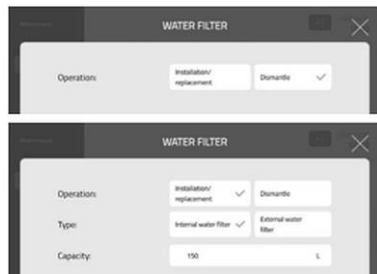 WATER FILTER
Operation:
Installation/
replacement
Dismantle
WATER FILTER
Operation:
Installation/
replacement
Dismantle
Type:
Internal water filter
External water
filter
Capacity:
150
L